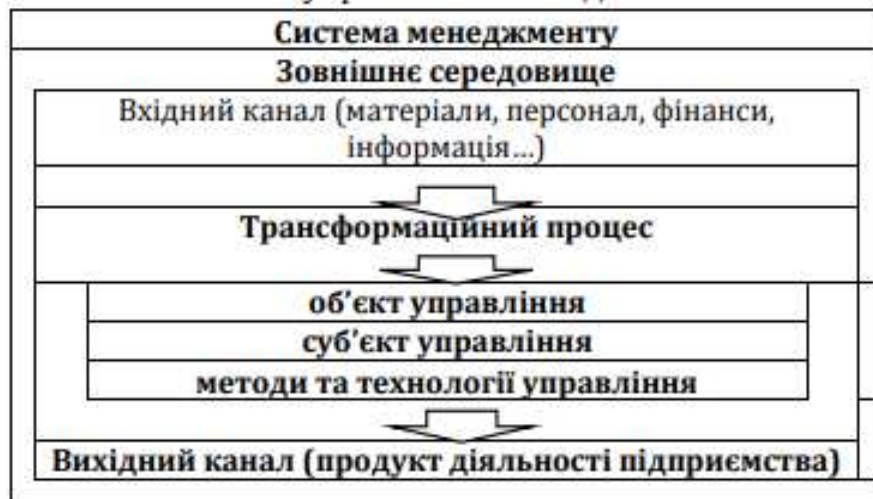 Система менеджменту
Зовнішнє середовище
Вхідний канал (матеріали, персонал, фінанси,
інформація...)
Трансформаційний процес
об’єкт управління
суб’єкт управління
методи та технології управління
Вихідний канал (продукт діяльності підприємства)